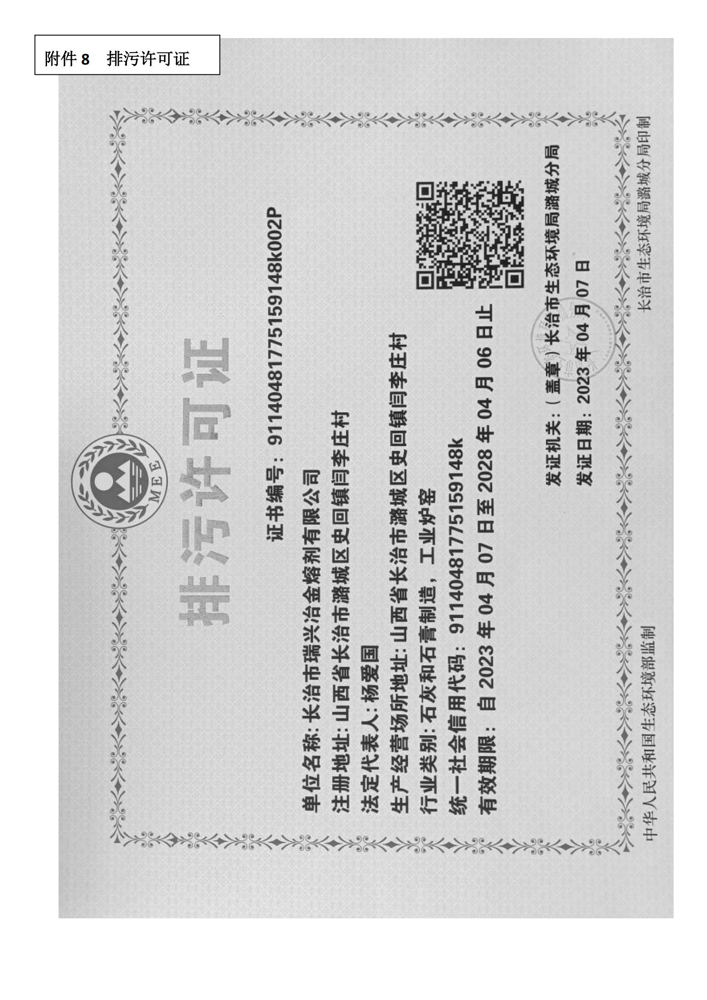 附件 8 排污许可证
MEE
排污许可证
证书编号：91140481775159148k002P
单位名称：长治市瑞兴冶金熔剂有限公司
注册地址：山西省长治市潞城区史回镇闫李庄村
法定代表人：杨爱国
生产经营场所地址：山西省长治市潞城区史回镇闫李庄村
行业类别：石灰和石膏制造，工业炉窑
统一社会信用代码：91140481775159148k
有效期限：自 2023 年 04 月 07 日至 2028 年 04 月 06 日止
发证机关：（盖章）长治市生态环境局潞城分局
发证日期：2023 年 04 月 07 日
中华人民共和国生态环境部监制
长治市生态环境局潞城分局印制